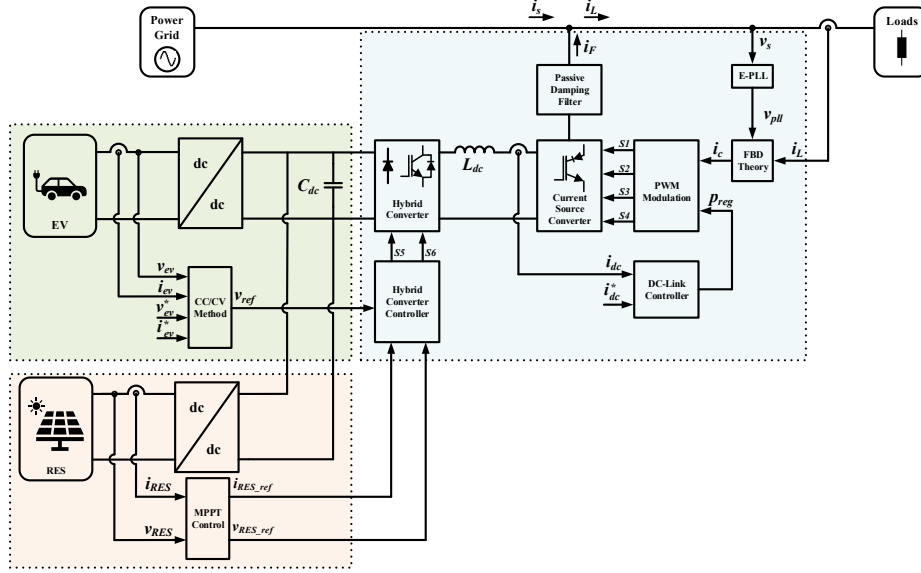 i_s
i_L
Power
Grid
Loads
i_F
v_s
Passive
Damping
Filter
E-PLL
v_pll
EV
dc
dc
C_dc
L_dc
Hybrid
Converter
Current
Source
Converter
S1
S2
S3
S4
PWM
Modulation
i_c
FBD
Theory
i_L
p_reg
S5
S6
v_ev
i_ev
v*_ev
i*_ev
CC/CV
Method
v_ref
Hybrid
Converter
Controller
i_dc
i*_dc
DC-Link
Controller
RES
dc
dc
i_RES
v_RES
MPPT
Control
i_RES_ref
v_RES_ref